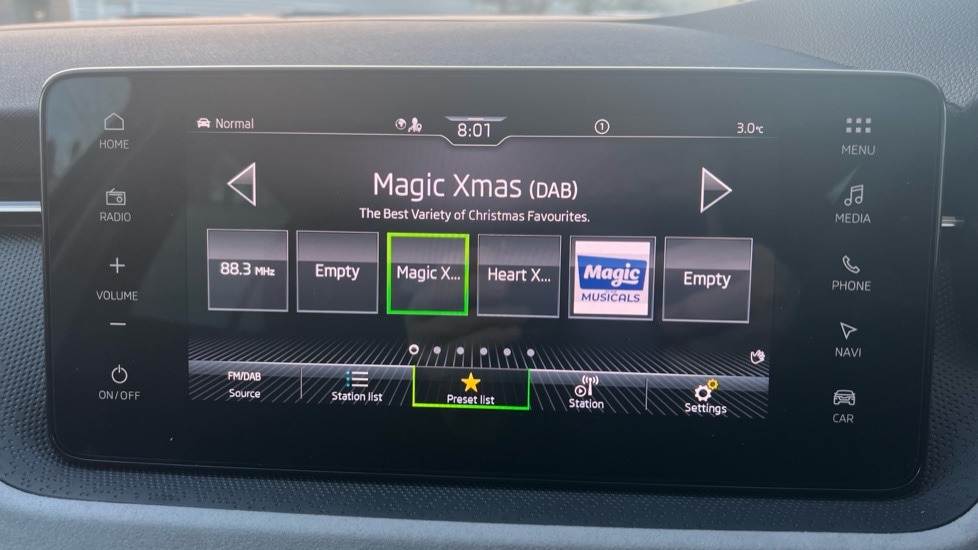 Normal
8:01
1
3.0°C
HOME
RADIO
VOLUME
ON/OFF
Magic Xmas (DAB)
The Best Variety of Christmas Favourites.
88.3 MHz
Empty
Magic X...
Heart X...
Magic
MUSICALS
Empty
FM/DAB
Source
Station list
Preset list
Station
Settings
MENU
MEDIA
PHONE
NAVI
CAR